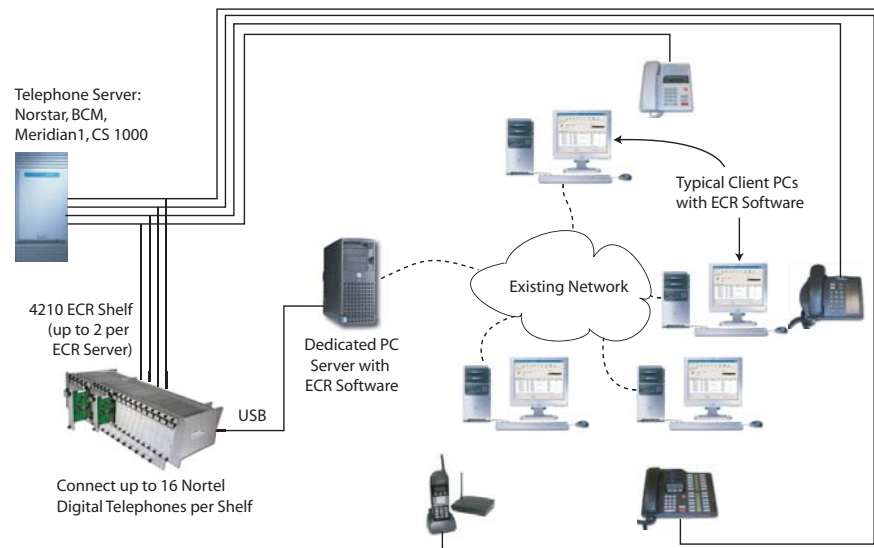 Telephone Server:
Norstar, BCM,
Meridian1, CS 1000
Typical Client PCs
with ECR Software
Existing Network
4210 ECR Shelf
(up to 2 per
ECR Server)
Dedicated PC
Server with
ECR Software
USB
Connect up to 16 Nortel
Digital Telephones per Shelf